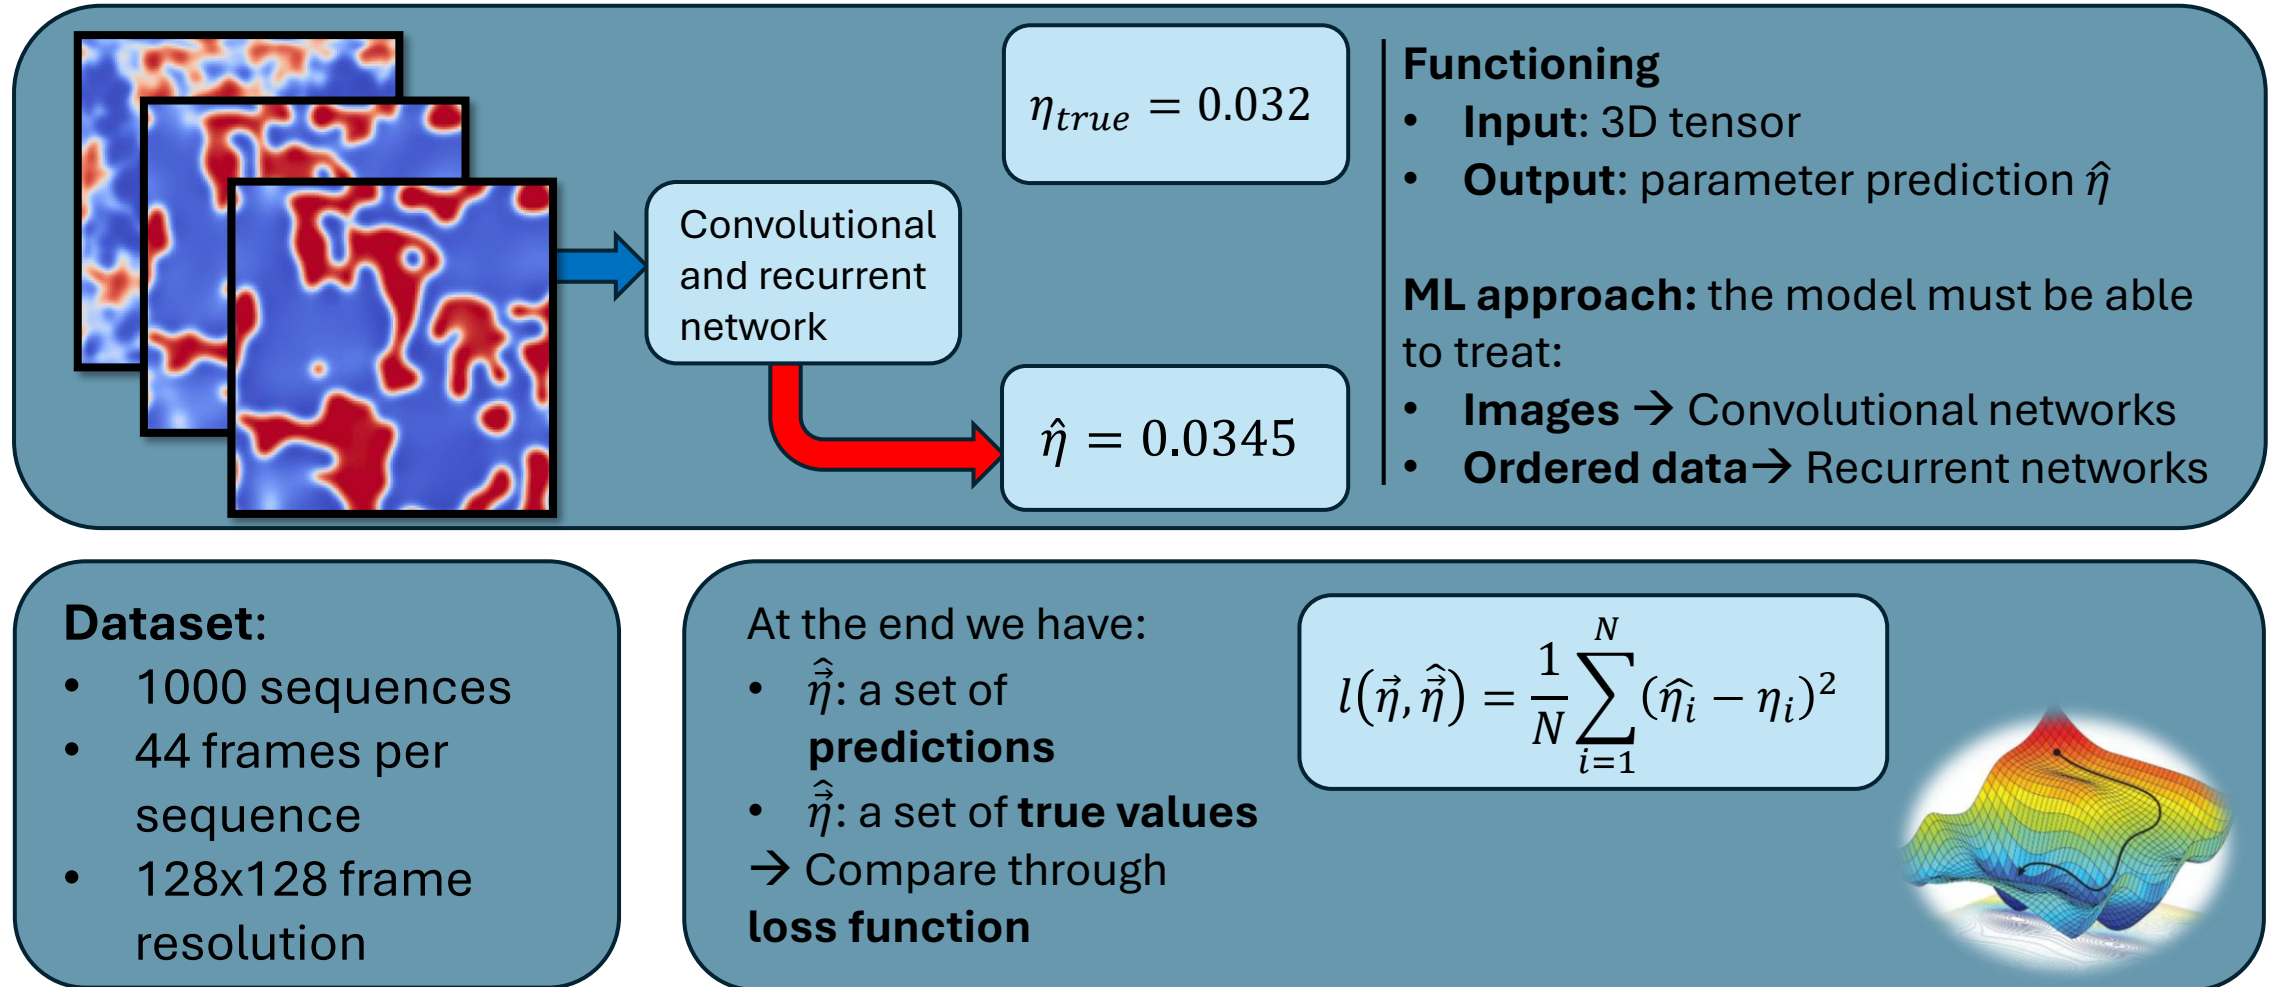 Convolutional
and recurrent
network
η_true = 0.032
η̂ = 0.0345
Functioning
• Input: 3D tensor
• Output: parameter prediction η̂
ML approach: the model must be able
to treat:
• Images → Convolutional networks
• Ordered data→ Recurrent networks
Dataset:
• 1000 sequences
• 44 frames per
sequence
• 128x128 frame
resolution
At the end we have:
• η⃗̂: a set of
predictions
• η⃗̂: a set of true values
→ Compare through
loss function
l(η⃗, η⃗̂) = 1/N ∑_{i=1}^{N} (η̂_i − η_i)²